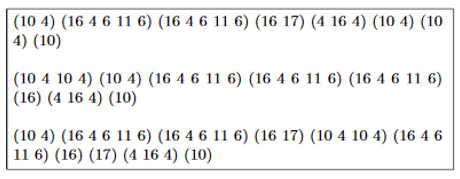 (10 4) (16 4 6 11 6) (16 4 6 11 6) (16 17) (4 16 4) (10 4) (10
4) (10)
(10 4 10 4) (10 4) (16 4 6 11 6) (16 4 6 11 6) (16 4 6 11 6)
(16) (4 16 4) (10)
(10 4) (16 4 6 11 6) (16 4 6 11 6) (16 17) (10 4 10 4) (16 4 6
11 6) (16) (17) (4 16 4) (10)